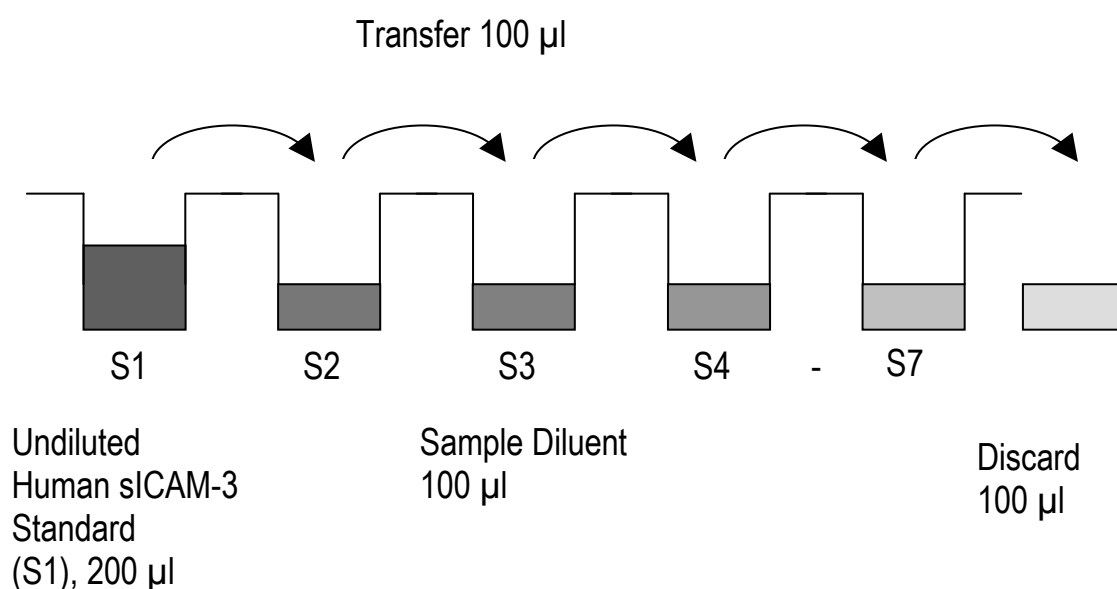 Transfer 100 µl
S1 S2 S3 S4 - S7
Undiluted
Human sICAM-3
Standard
(S1), 200 µl
Sample Diluent
100 µl
Discard
100 µl